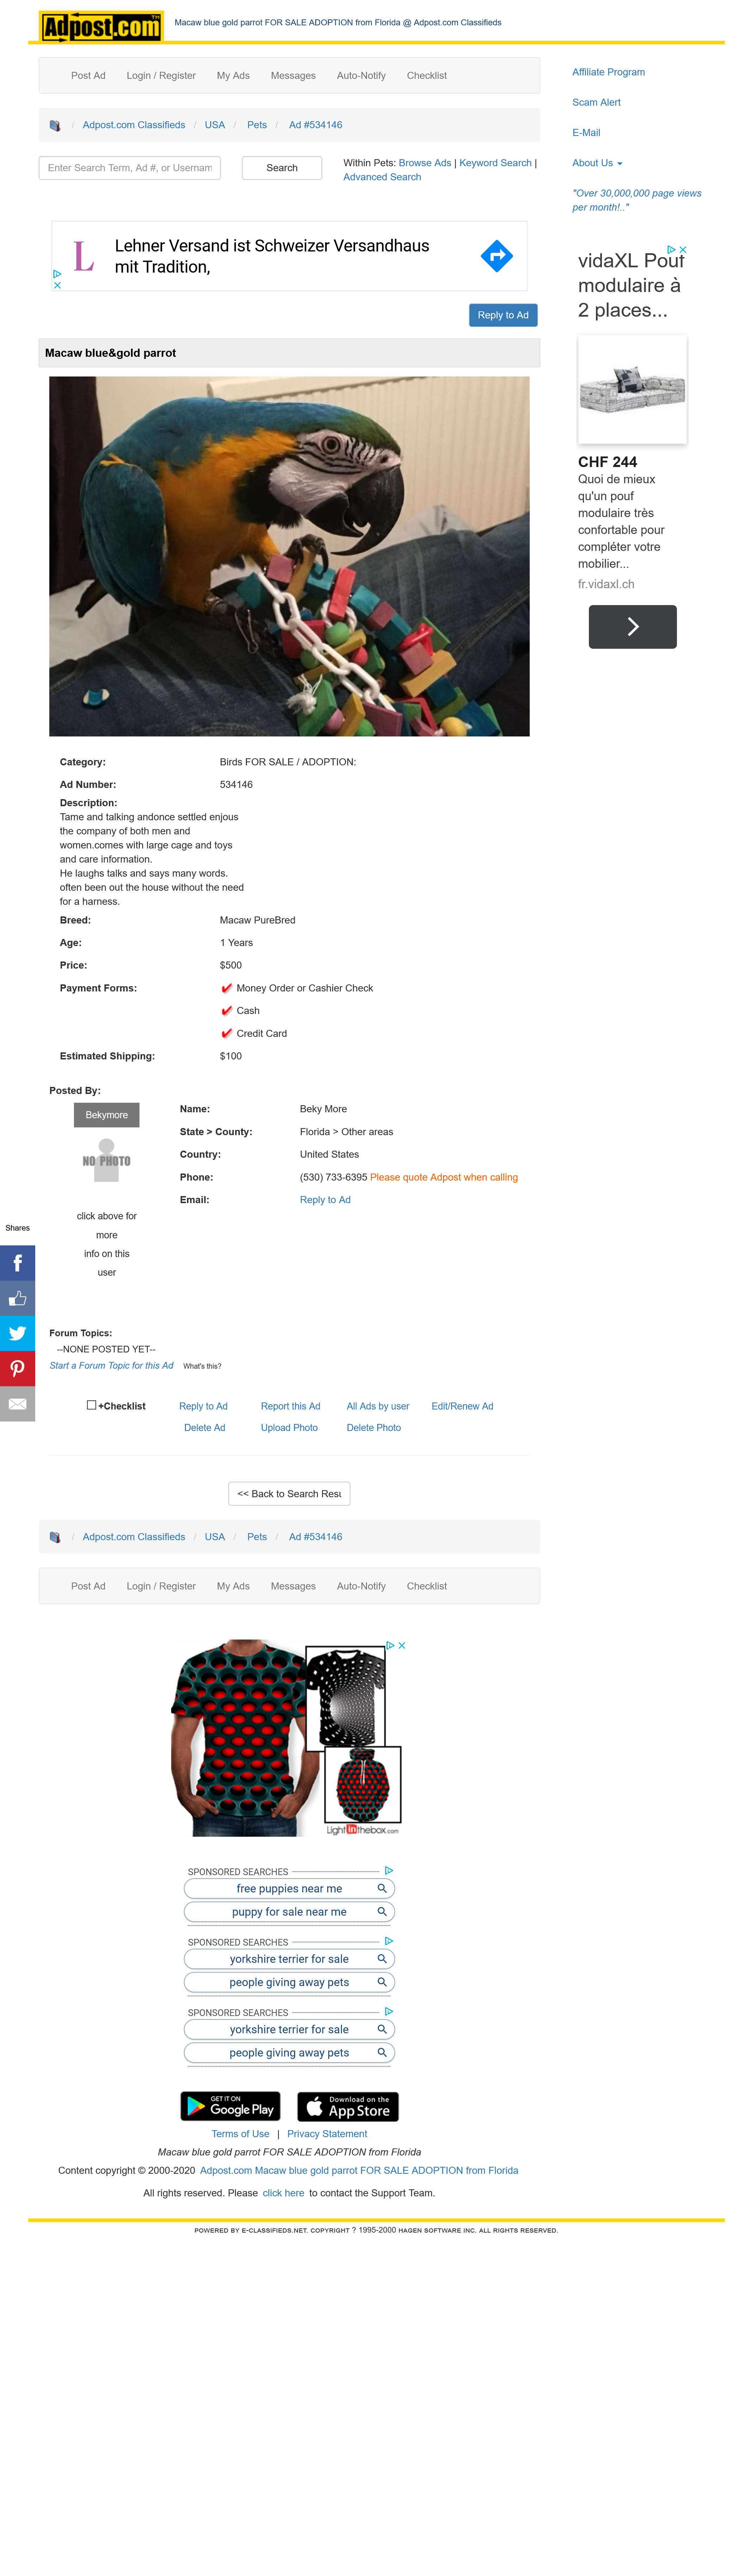 Adpost.com™
Macaw blue gold parrot FOR SALE ADOPTION from Florida @ Adpost.com Classifieds
Post Ad Login / Register My Ads Messages Auto-Notify Checklist
/ Adpost.com Classifieds / USA / Pets / Ad #534146
Enter Search Term, Ad #, or Usernam
Search
Within Pets: Browse Ads | Keyword Search |
Advanced Search
Affiliate Program
Scam Alert
E-Mail
About Us
"Over 30,000,000 page views
per month!.."
L
Lehner Versand ist Schweizer Versandhaus
mit Tradition,
Reply to Ad
vidaXL Pouf
modulaire à
2 places...
CHF 244
Quoi de mieux
qu'un pouf
modulaire très
confortable pour
compléter votre
mobilier...
fr.vidaxl.ch
Macaw blue&gold parrot
Category: Birds FOR SALE / ADOPTION:
Ad Number: 534146
Description:
Tame and talking andonce settled enjous
the company of both men and
women.comes with large cage and toys
and care information.
He laughs talks and says many words.
often been out the house without the need
for a harness.
Breed: Macaw PureBred
Age: 1 Years
Price: $500
Payment Forms: Money Order or Cashier Check
Cash
Credit Card
Estimated Shipping: $100
Posted By:
Bekymore
NO PHOTO
click above for
more
info on this
user
Name: Beky More
State > County: Florida > Other areas
Country: United States
Phone: (530) 733-6395 Please quote Adpost when calling
Email: Reply to Ad
Shares
Forum Topics:
--NONE POSTED YET--
Start a Forum Topic for this Ad What's this?
+Checklist Reply to Ad Report this Ad All Ads by user Edit/Renew Ad
Delete Ad Upload Photo Delete Photo
<< Back to Search Resu
/ Adpost.com Classifieds / USA / Pets / Ad #534146
Post Ad Login / Register My Ads Messages Auto-Notify Checklist
LightInthebox.com
SPONSORED SEARCHES
free puppies near me
puppy for sale near me
SPONSORED SEARCHES
yorkshire terrier for sale
people giving away pets
SPONSORED SEARCHES
yorkshire terrier for sale
people giving away pets
GET IT ON
Google Play
Download on the
App Store
Terms of Use | Privacy Statement
Macaw blue gold parrot FOR SALE ADOPTION from Florida
Content copyright © 2000-2020 Adpost.com Macaw blue gold parrot FOR SALE ADOPTION from Florida
All rights reserved. Please click here to contact the Support Team.
POWERED BY E-CLASSIFIEDS.NET. COPYRIGHT ? 1995-2000 HAGEN SOFTWARE INC. ALL RIGHTS RESERVED.